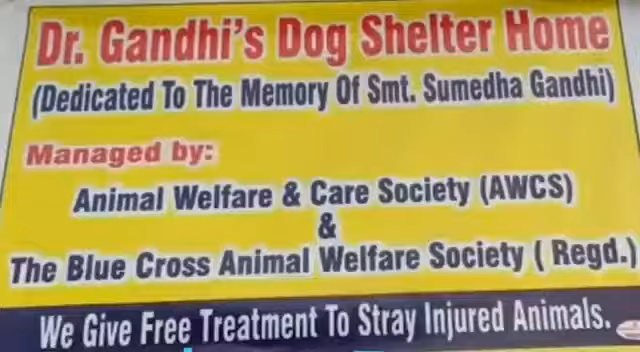 Dr. Gandhi's Dog Shelter Home
(Dedicated To The Memory Of Smt. Sumedha Gandhi)
Managed by:
Animal Welfare & Care Society (AWCS)
&
The Blue Cross Animal Welfare Society ( Regd.)
We Give Free Treatment To Stray Injured Animals.